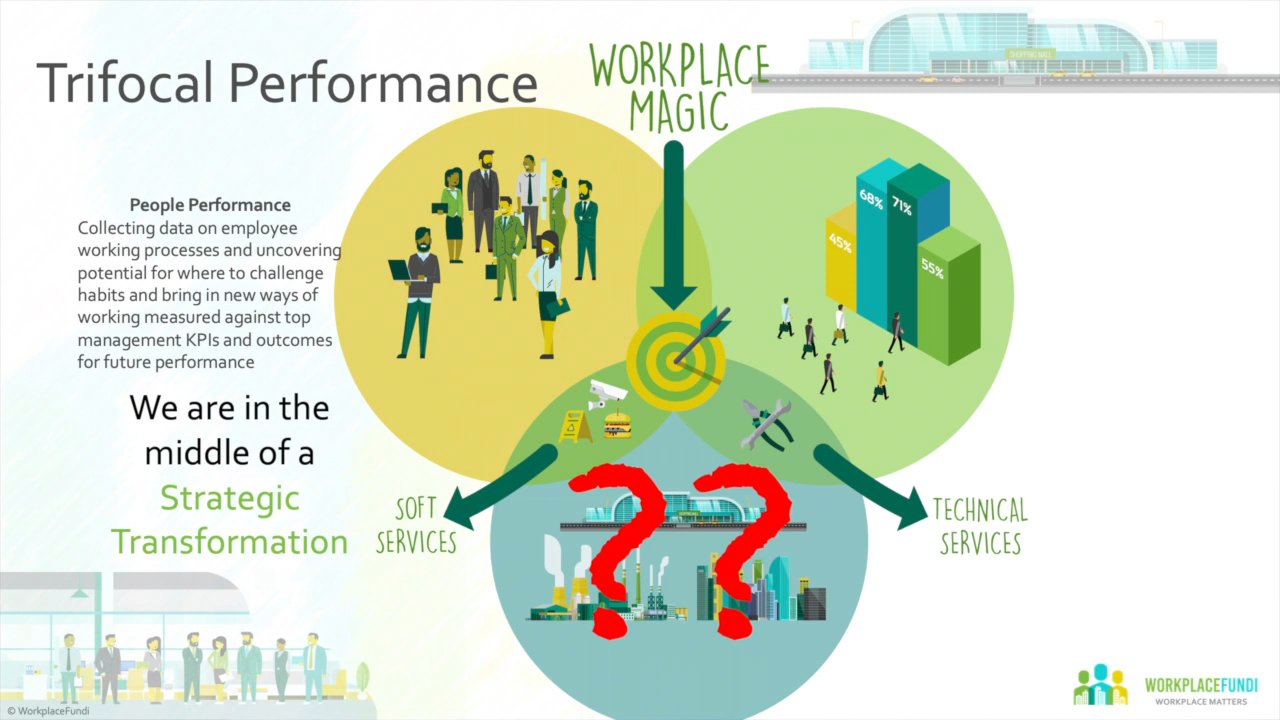 Trifocal Performance
WORKPLACE
MAGIC
SHOPPING MALL
People Performance
Collecting data on employee
working processes and uncovering
potential for where to challenge
habits and bring in new ways of
working measured against top
management KPIs and outcomes
for future performance
We are in the
middle of a
Strategic
Transformation
45%
68%
71%
55%
SOFT
SERVICES
TECHNICAL
SERVICES
??
WORKPLACEFUNDI
WORKPLACE MATTERS
© WorkplaceFundi